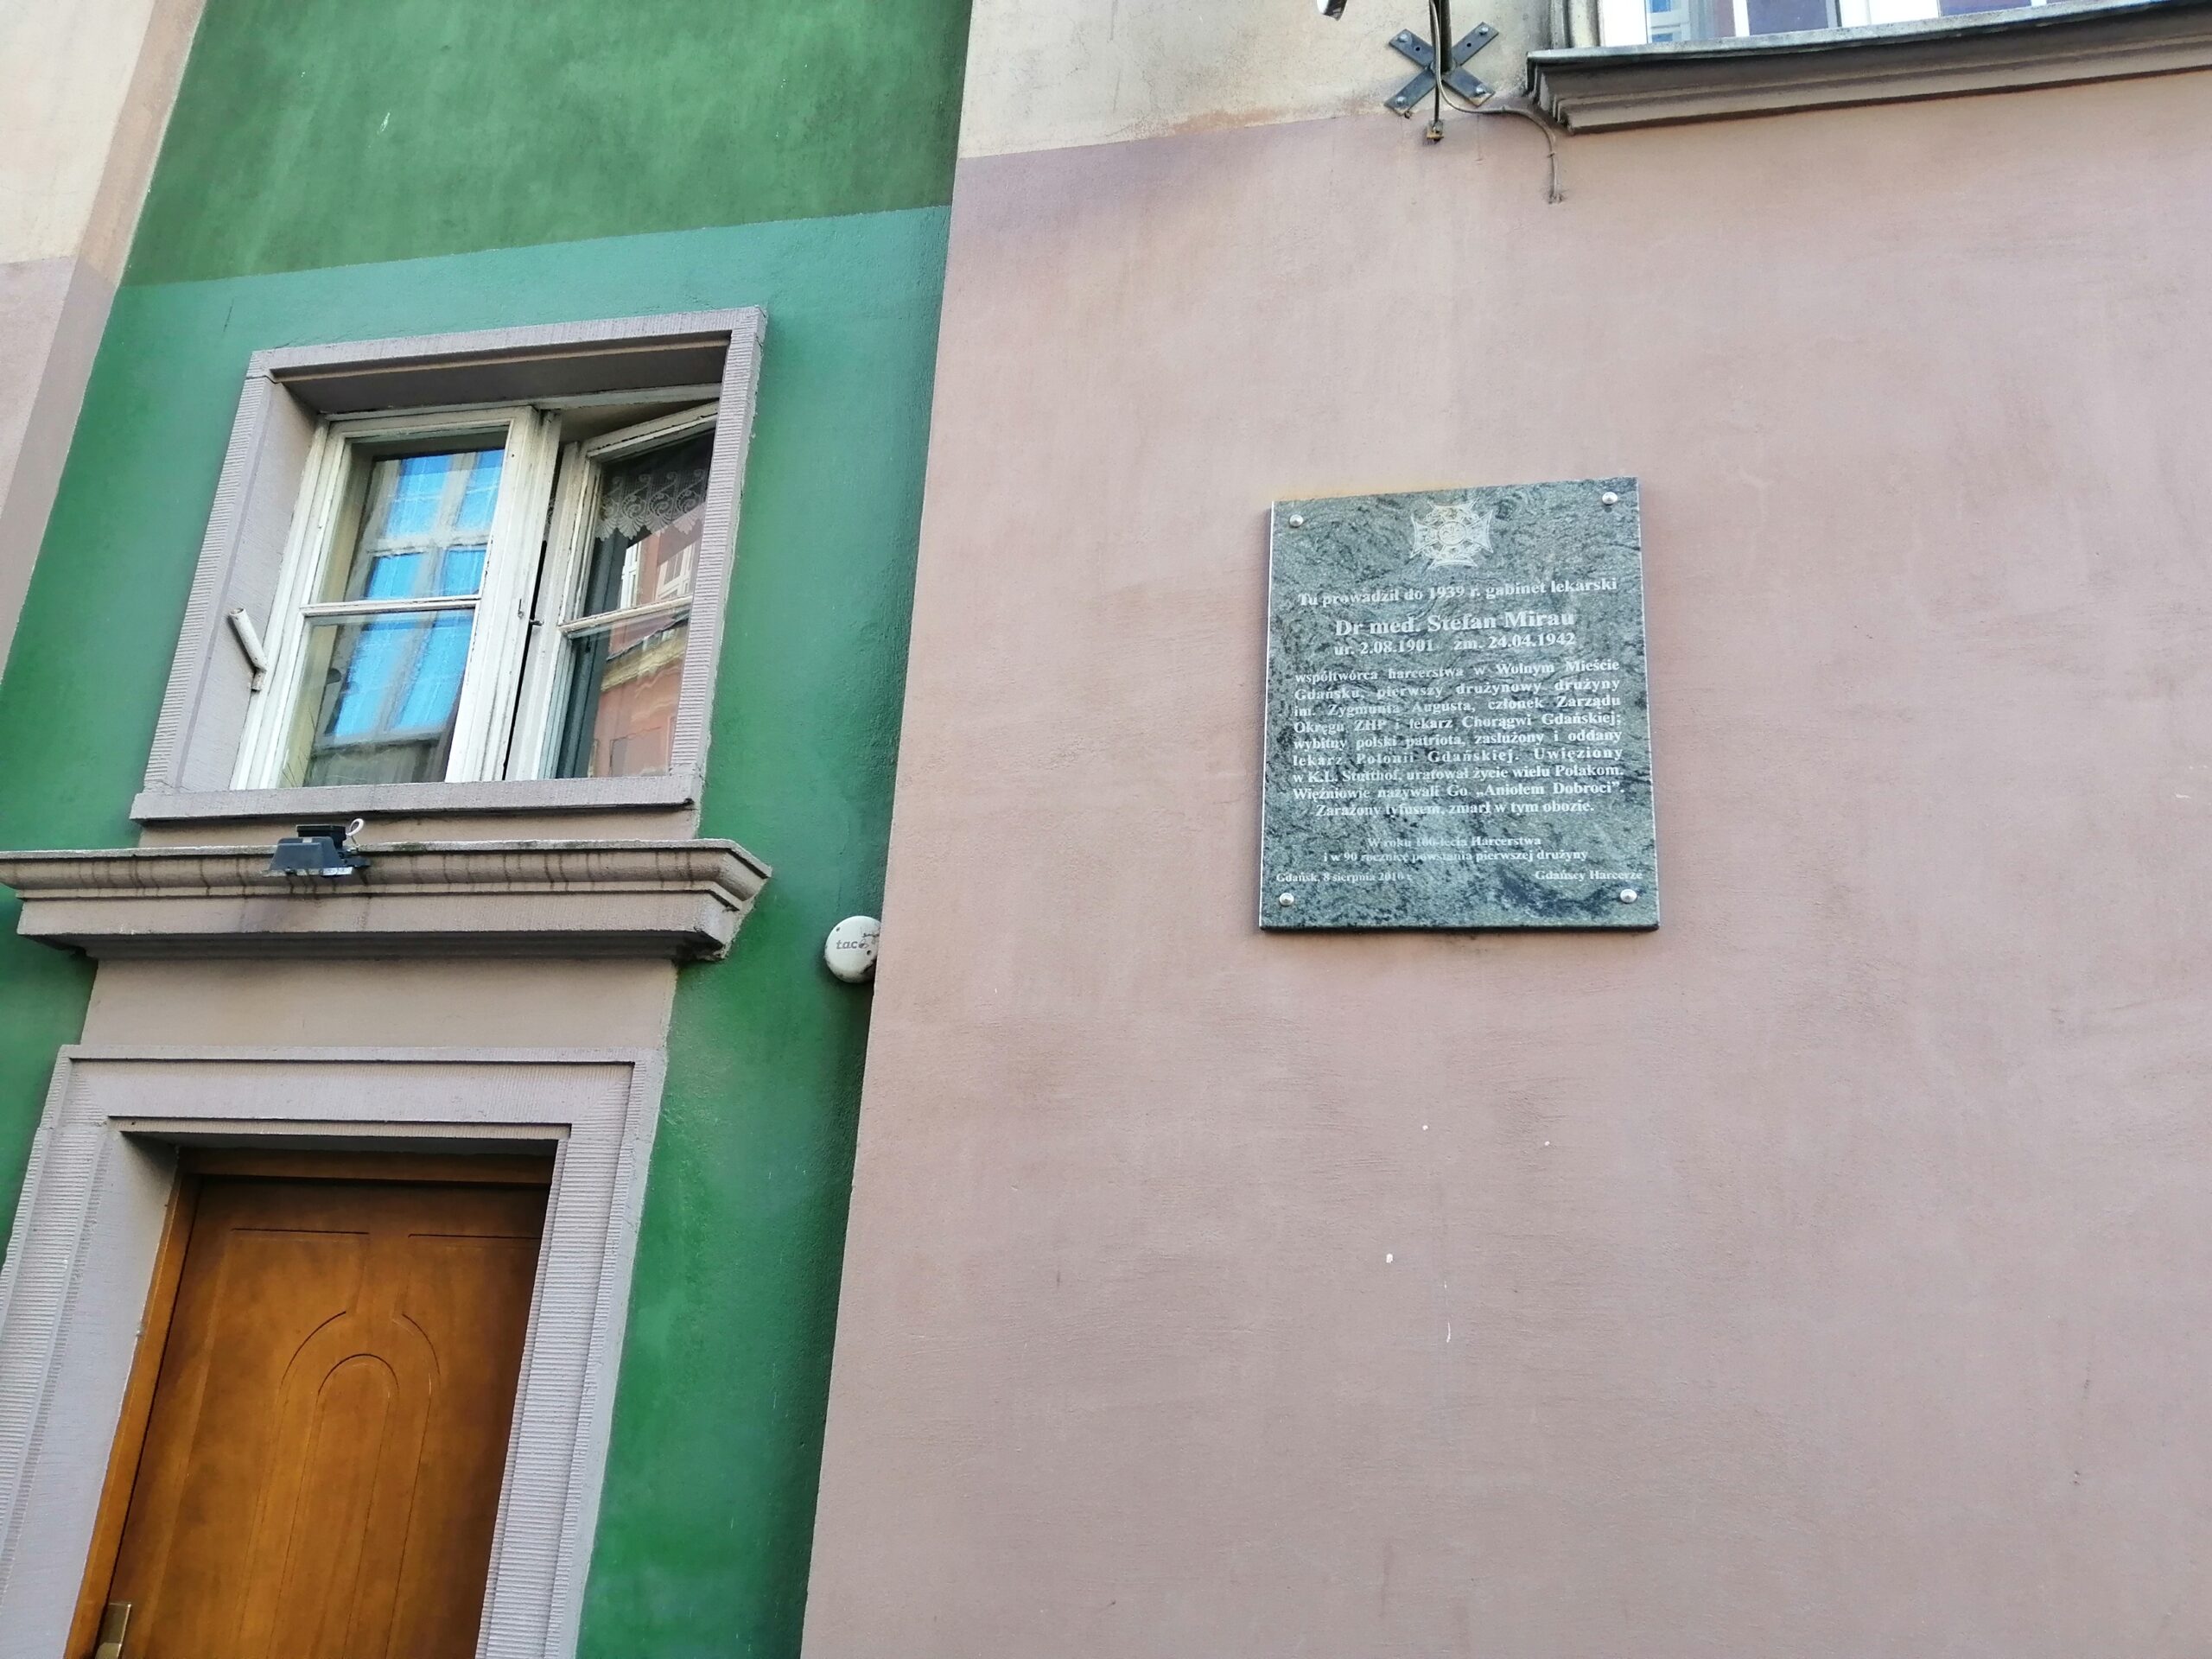 Tu prowadził do 1939 r. gabinet lekarski
Dr med. Stefan Mirau
ur. 2.08.1901 zm. 24.04.1942
współtwórca harcerstwa w Wolnym Mieście
Gdańsku, pierwszy drużynowy drużyny
im. Zygmunta Augusta, członek Zarządu
Okręgu ZHP i lekarz Chorągwi Gdańskiej;
wybitny polski patriota, zasłużony i oddany
lekarz Polonii Gdańskiej. Uwięziony
w K.L. Stutthof, uratował życie wielu Polakom.
Więźniowie nazywali Go „Aniołem Dobroci”.
Zarażony tyfusem, zmarł w tym obozie.
W roku 100-lecia Harcerstwa
i w 90 rocznicę powstania pierwszej drużyny
Gdańsk, 8 sierpnia 2010 r. Gdańscy Harcerze